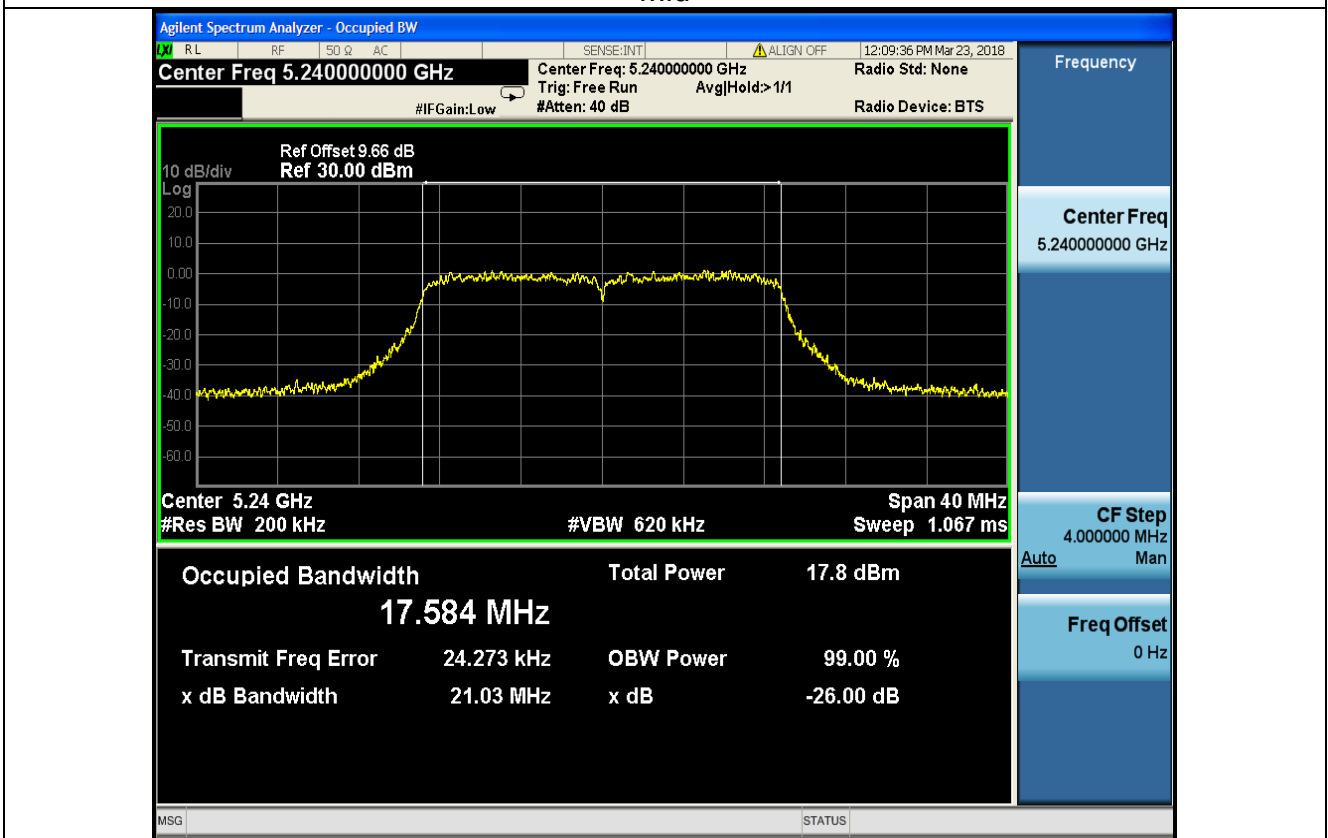 Agilent Spectrum Analyzer - Occupied BW
LXI RL RF 50 Ω AC SENSE:INT ALIGN OFF 12:09:36 PM Mar 23, 2018
Center Freq 5.240000000 GHz
Center Freq: 5.240000000 GHz
Radio Std: None
Trig: Free Run Avg|Hold:>1/1
#IFGain:Low
#Atten: 40 dB
Radio Device: BTS
Frequency
Ref Offset 9.66 dB
10 dB/div Ref 30.00 dBm
Log
20.0
10.0
0.00
-10.0
-20.0
-30.0
-40.0
-50.0
-60.0
Center 5.24 GHz Span 40 MHz
#Res BW 200 kHz #VBW 620 kHz Sweep 1.067 ms
Center Freq
5.240000000 GHz
CF Step
4.000000 MHz
Auto Man
Freq Offset
0 Hz
Occupied Bandwidth Total Power 17.8 dBm
17.584 MHz
Transmit Freq Error 24.273 kHz OBW Power 99.00 %
x dB Bandwidth 21.03 MHz x dB -26.00 dB
MSG STATUS